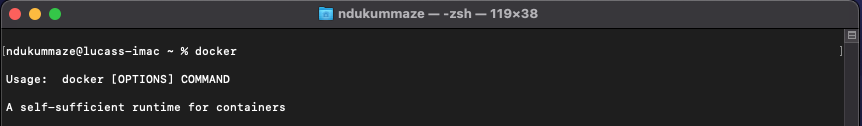 ndukummaze — -zsh — 119×38
[ndukummaze@lucass-imac ~ % docker ]
Usage:  docker [OPTIONS] COMMAND
A self-sufficient runtime for containers